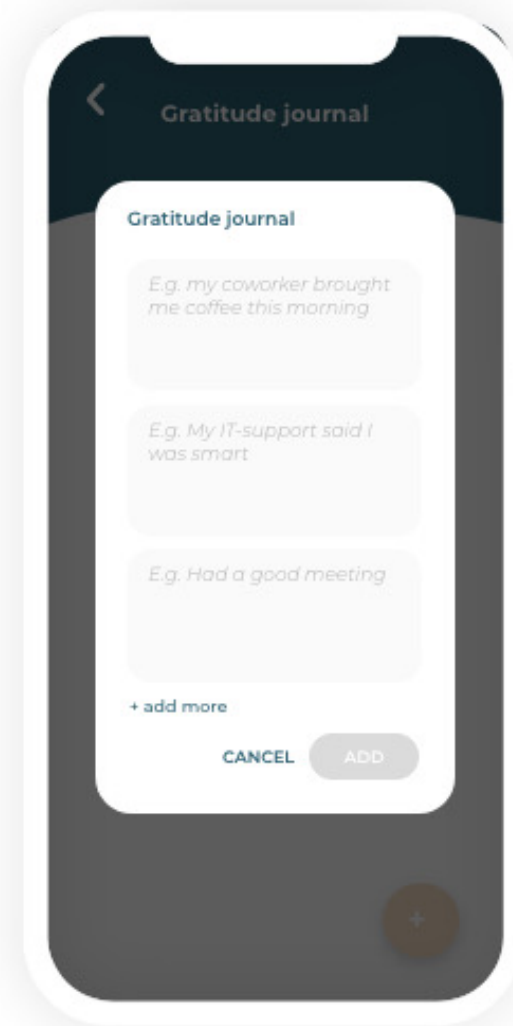 Gratitude journal
Gratitude journal
E.g. my coworker brought
me coffee this morning
E.g. My IT-support said I
was smart
E.g. Had a good meeting
+ add more
CANCEL ADD
+